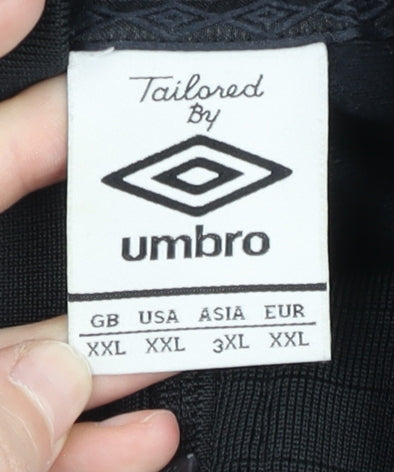 Tailored
By
umbro
GB USA ASIA EUR
XXL XXL 3XL XXL